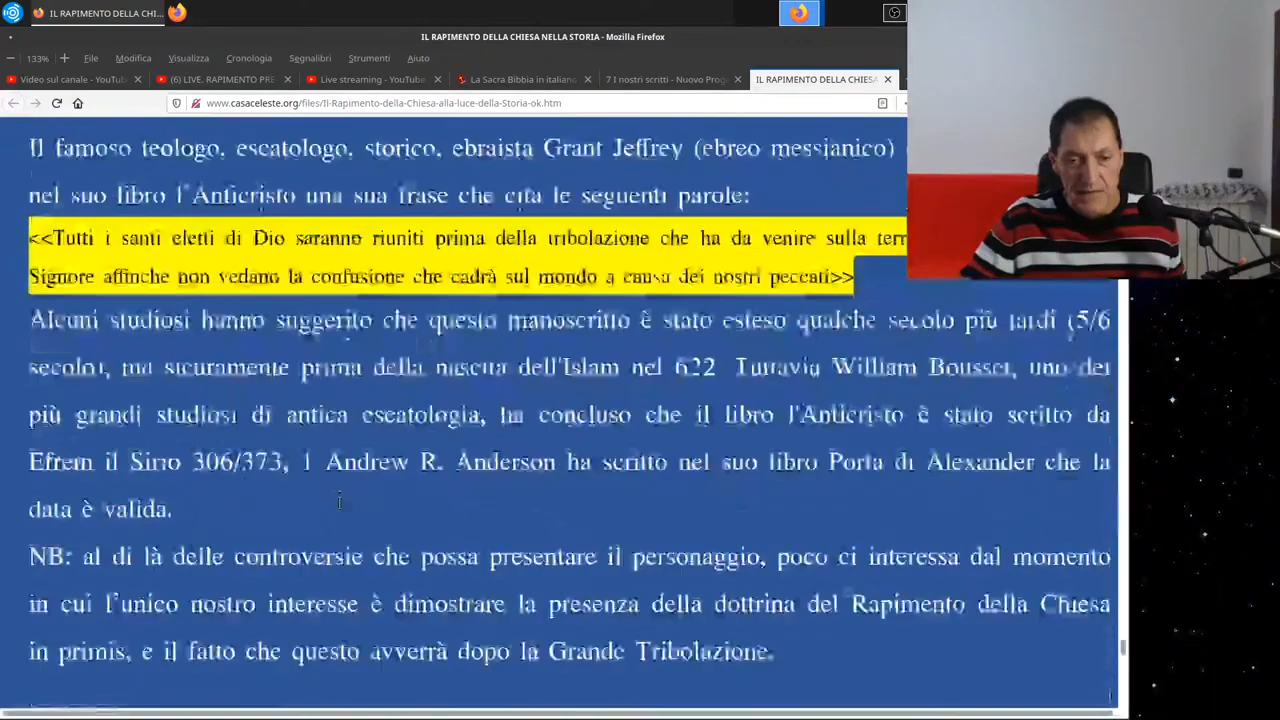 IL RAPIMENTO DELLA CHI...
IL RAPIMENTO DELLA CHIESA NELLA STORIA - Mozilla Firefox
133% File Modifica Visualizza Cronologia Segnalibri Strumenti Aiuto
Video sul canale - YouTub
(6) LIVE. RAPIMENTO PRE
Live streaming - YouTube
La Sacra Bibbia in italiano
7 I nostri scritti - Nuovo Prog
IL RAPIMENTO DELLA CHIESA
www.casaceleste.org/files/Il-Rapimento-della-Chiesa-alla-luce-della-Storia-ok.htm
Il famoso teologo, escatologo, storico, ebraista Grant Jeffrey (ebreo messianico)
nel suo libro l'Anticristo una sua frase che cita le seguenti parole:
<<Tutti i santi eletti di Dio saranno riuniti prima della tribolazione che ha da venire sulla terr
Signore affinche non vedano la confusione che cadrà sul mondo a causa dei nostri peccati>>
Alcuni studiosi hanno suggerito che questo manoscritto è stato esteso qualche secolo più tardi (5/6
secolo), ma sicuramente prima della nascita dell'Islam nel 622 Tuttavia William Bousset, uno dei
più grandi studiosi di antica escatologia, ha concluso che il libro l'Anticristo è stato scritto da
Efrem il Siro 306/373, Andrew R. Anderson ha scritto nel suo libro Porta di Alexander che la
data è valida.
NB: al di là delle controversie che possa presentare il personaggio, poco ci interessa dal momento
in cui l'unico nostro interesse è dimostrare la presenza della dottrina del Rapimento della Chiesa
in primis, e il fatto che questo avverrà dopo la Grande Tribolazione.